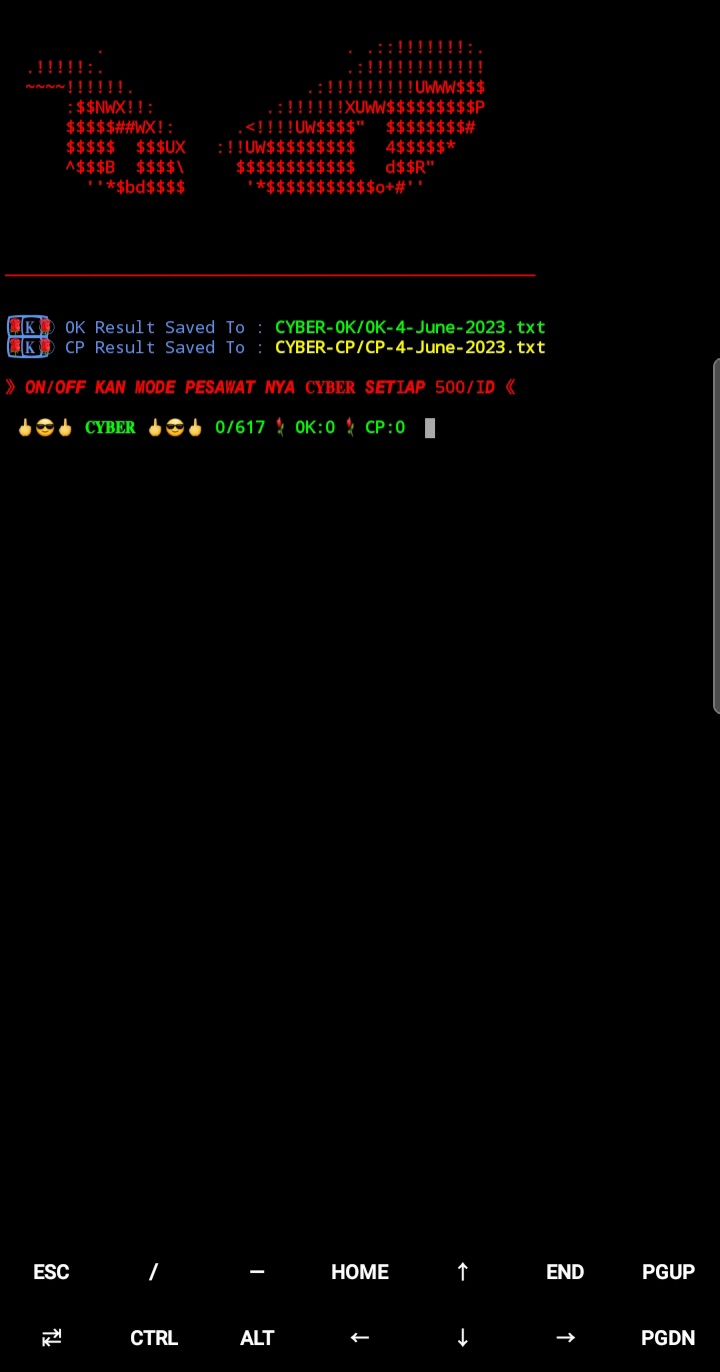 .                        . .::!!!!!!!:.
.!!!!!:.                        .:!!!!!!!!!!!!
~~~~!!!!!!.                 .:!!!!!!!!!UWWW$$$
:$$NWX!!:           .:!!!!!!XUWW$$$$$$$$$P
$$$$$##WX!:      .<!!!!UW$$$$"  $$$$$$$$#
$$$$$  $$$UX   :!!UW$$$$$$$$$   4$$$$$*
^$$$B  $$$$\     $$$$$$$$$$$$   d$$R"
''*$bd$$$$      '*$$$$$$$$$$$o+#''
🌹K🌹 OK Result Saved To : CYBER-OK/OK-4-June-2023.txt
🌹K🌹 CP Result Saved To : CYBER-CP/CP-4-June-2023.txt
》ON/OFF KAN MODE PESAWAT NYA CYBER SETIAP 500/ID《
🖕😎🖕 CYBER 🖕😎🖕 0/617 🌹 OK:0 🌹 CP:0
ESC / — HOME ↑ END PGUP
⇄ CTRL ALT ← ↓ → PGDN